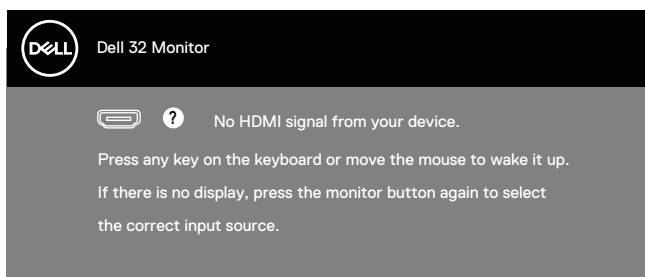 DELL
Dell 32 Monitor
? No HDMI signal from your device.
Press any key on the keyboard or move the mouse to wake it up.
If there is no display, press the monitor button again to select
the correct input source.